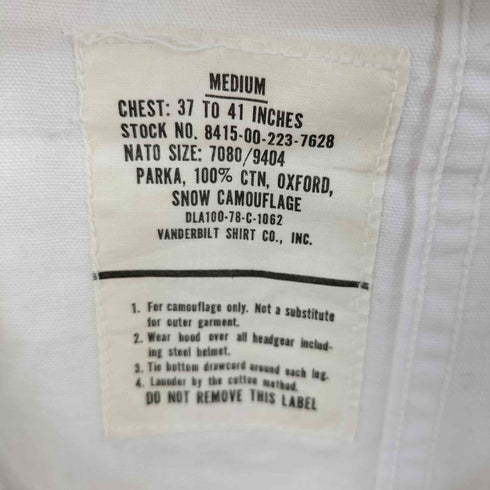 MEDIUM
CHEST: 37 TO 41 INCHES
STOCK NO. 8415-00-223-7628
NATO SIZE: 7080/9404
PARKA, 100% CTN, OXFORD,
SNOW CAMOUFLAGE
DLA100-78-C-1062
VANDERBILT SHIRT CO., INC.
1. For camouflage only. Not a substitute
for outer garment.
2. Wear hood over all headgear includ-
ing steel helmet.
3. Tie bottom drawcord around each leg.
4. Launder by the cotton method.
DO NOT REMOVE THIS LABEL